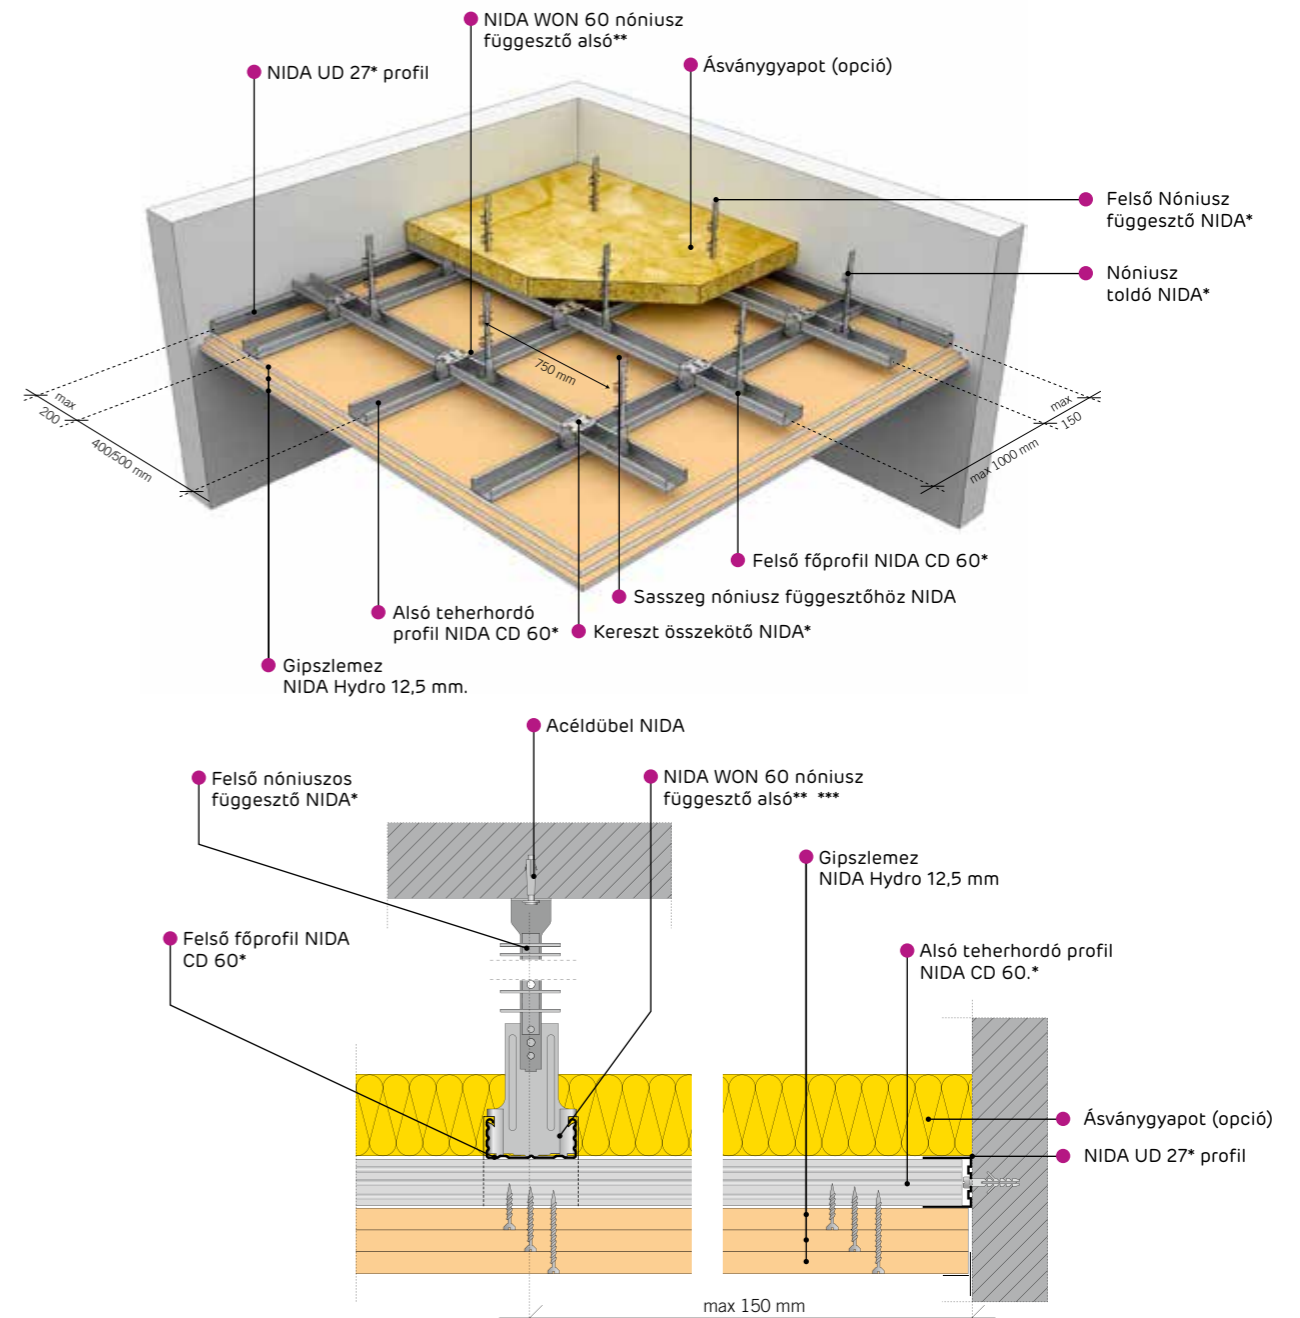 NIDA WON 60 nóniusz
függesztő alsó**
NIDA UD 27* profil
Ásványgyapot (opció)
Felső Nóniusz
függesztő NIDA*
Nóniusz
toldó NIDA*
750 mm
max
200
400/500 mm
max
150
max 1000 mm
Felső főprofil NIDA CD 60*
Sasszeg nóniusz függesztőhöz NIDA
Alsó teherhordó
profil NIDA CD 60*
Kereszt összekötő NIDA*
Gipszlemez
NIDA Hydro 12,5 mm.
Acéldübel NIDA
Felső nóniuszos
függesztő NIDA*
NIDA WON 60 nóniusz
függesztő alsó** ***
Gipszlemez
NIDA Hydro 12,5 mm
Felső főprofil NIDA
CD 60*
Alsó teherhordó profil
NIDA CD 60.*
Ásványgyapot (opció)
NIDA UD 27* profil
max 150 mm